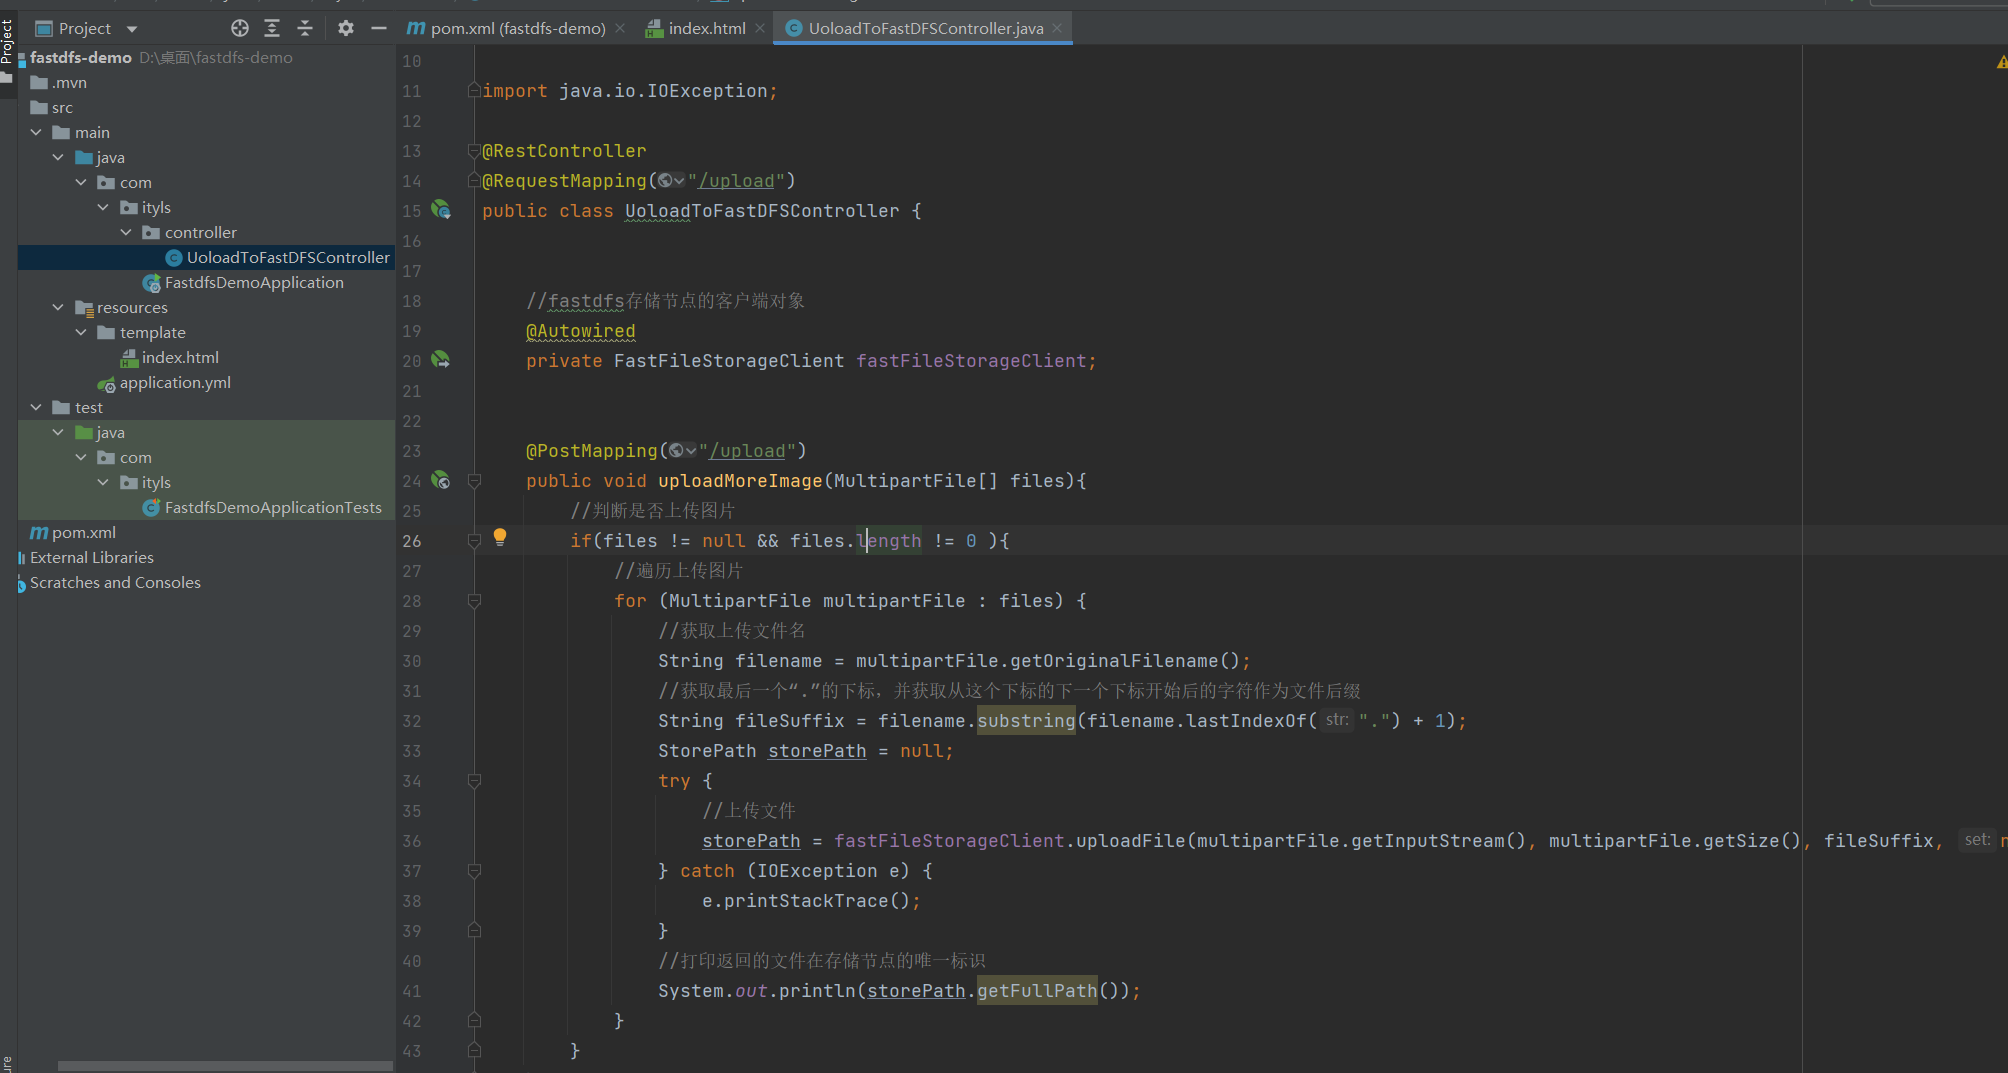 Project
pom.xml (fastdfs-demo)
index.html
UoloadToFastDFSController.java
Project
fastdfs-demo D:\桌面\fastdfs-demo
.mvn
src
main
java
com
ityls
controller
UoloadToFastDFSController
FastdfsDemoApplication
resources
template
index.html
application.yml
test
java
com
ityls
FastdfsDemoApplicationTests
pom.xml
External Libraries
Scratches and Consoles
10
11 import java.io.IOException;
12
13 @RestController
14 @RequestMapping("/upload")
15 public class UoloadToFastDFSController {
16
17
18 //fastdfs存储节点的客户端对象
19 @Autowired
20 private FastFileStorageClient fastFileStorageClient;
21
22
23 @PostMapping("/upload")
24 public void uploadMoreImage(MultipartFile[] files){
25 //判断是否上传图片
26 if(files != null && files.length != 0 ){
27 //遍历上传图片
28 for (MultipartFile multipartFile : files) {
29 //获取上传文件名
30 String filename = multipartFile.getOriginalFilename();
31 //获取最后一个“.”的下标，并获取从这个下标的下一个下标开始后的字符作为文件后缀
32 String fileSuffix = filename.substring(filename.lastIndexOf( str: ".") + 1);
33 StorePath storePath = null;
34 try {
35 //上传文件
36 storePath = fastFileStorageClient.uploadFile(multipartFile.getInputStream(), multipartFile.getSize(), fileSuffix, set: n
37 } catch (IOException e) {
38 e.printStackTrace();
39 }
40 //打印返回的文件在存储节点的唯一标识
41 System.out.println(storePath.getFullPath());
42 }
43 }